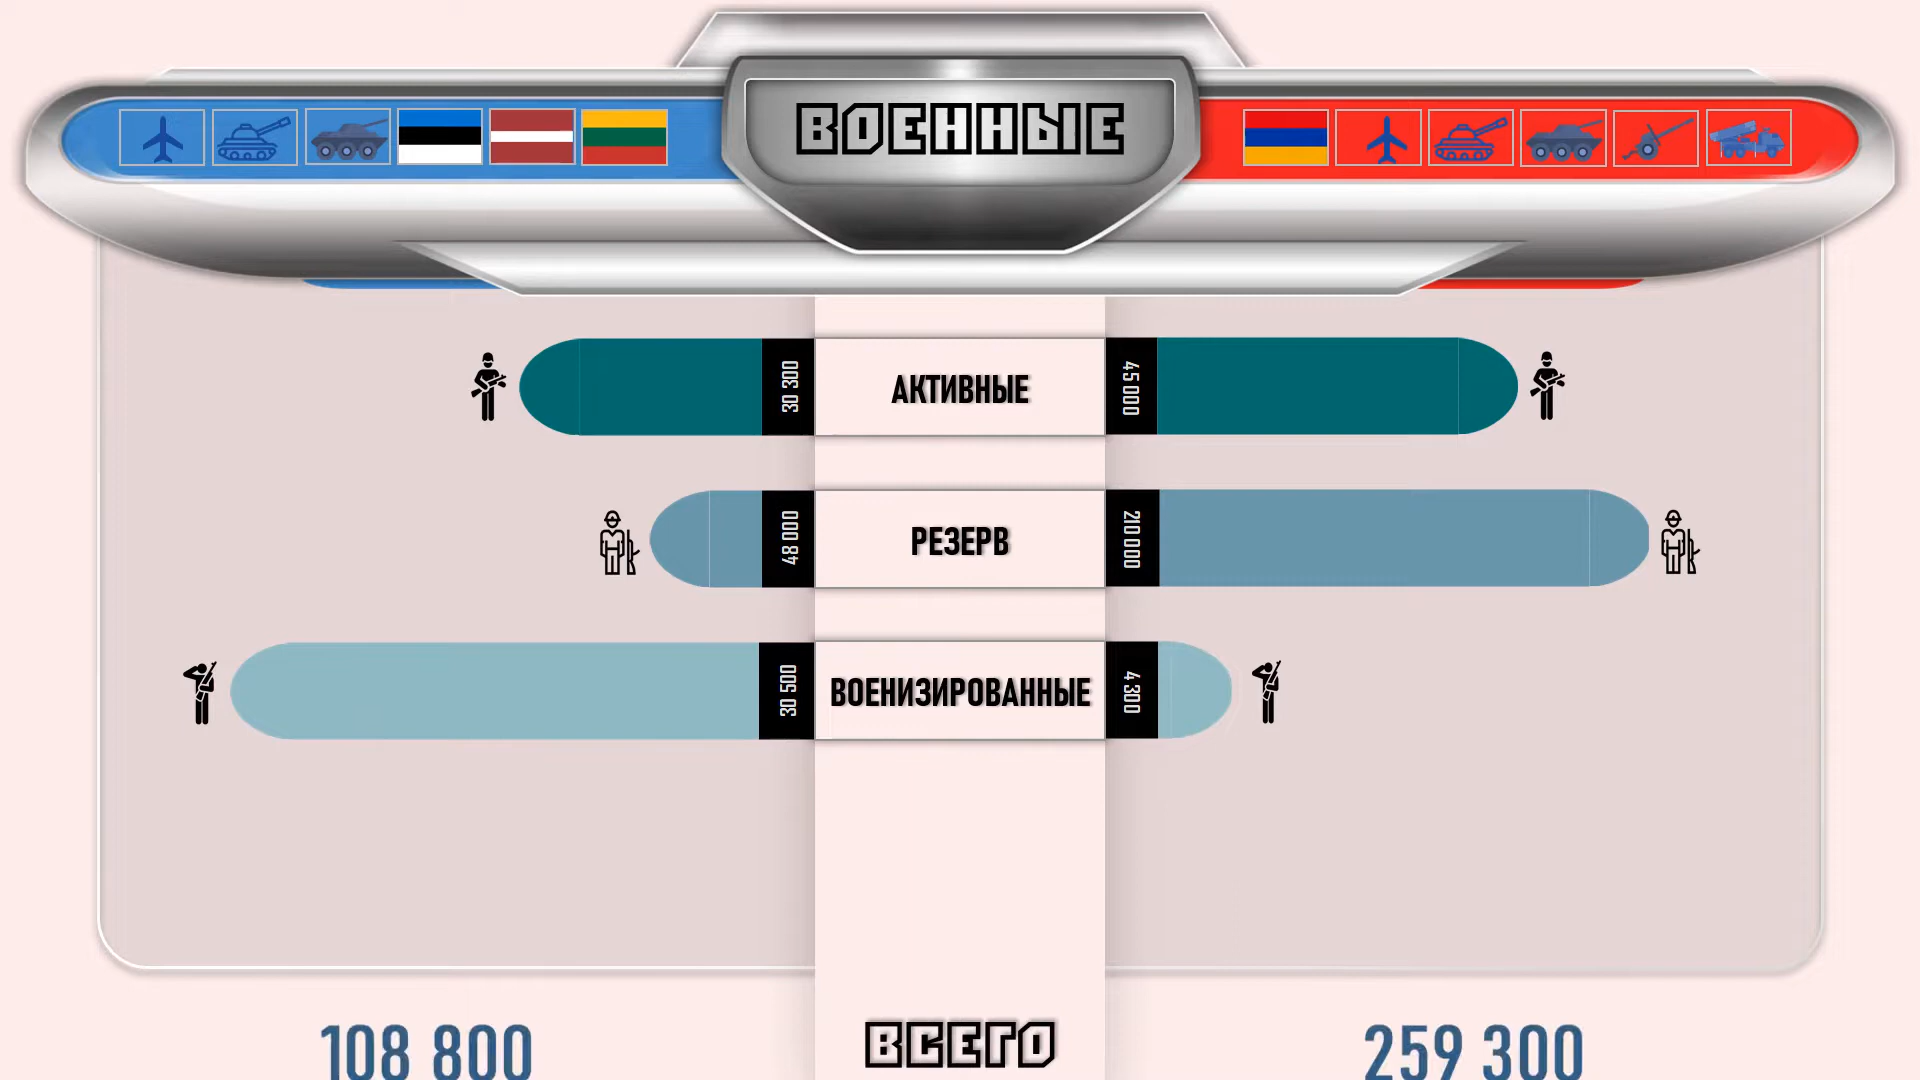 ВОЕННЫЕ
30 300 АКТИВНЫЕ 45 000
48 000 РЕЗЕРВ 210 000
30 500 ВОЕНИЗИРОВАННЫЕ 4 300
108 800 ВСЕГО 259 300